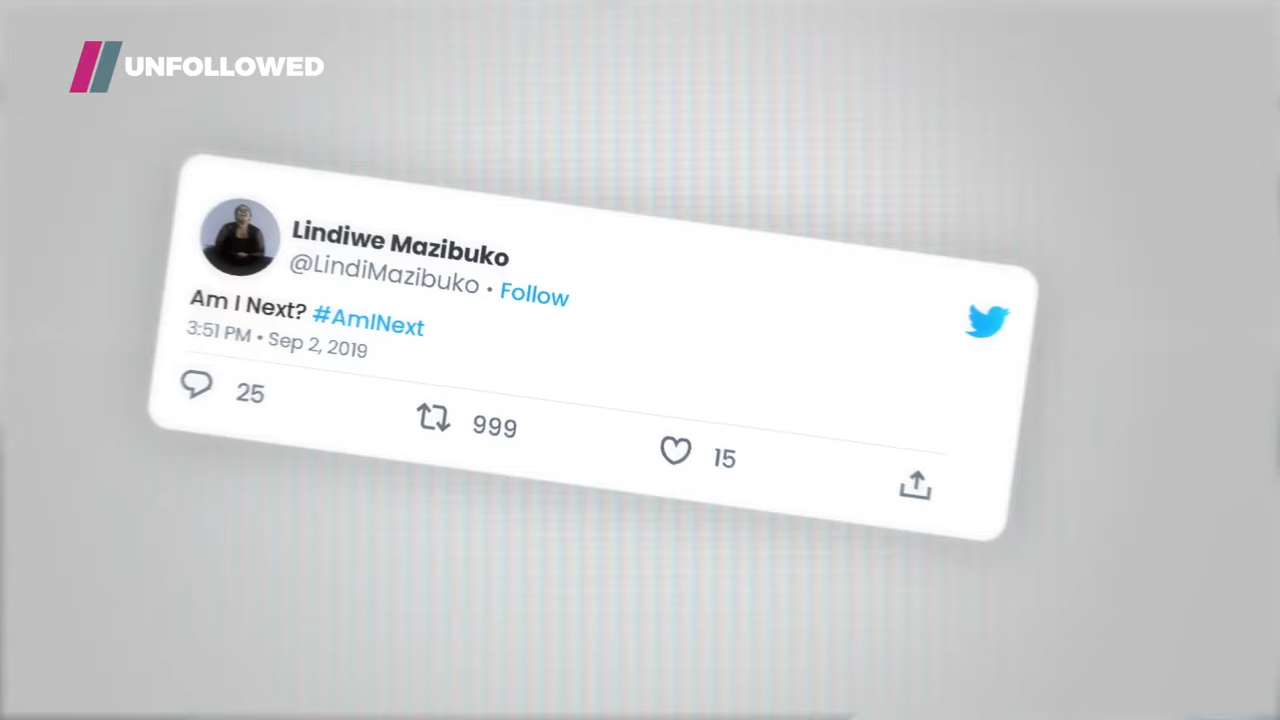 UNFOLLOWED
Lindiwe Mazibuko
@LindiMazibuko • Follow
Am I Next? #AmINext
3:51 PM • Sep 2, 2019
25 999 15